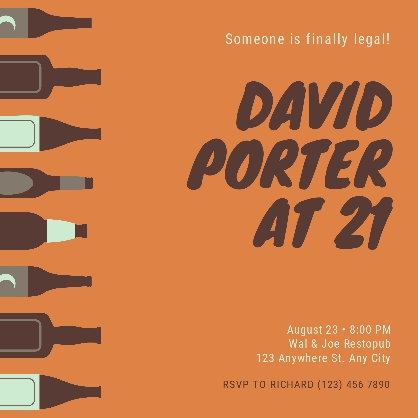 Someone is finally legal!
DAVID
PORTER
AT 21
August 23 • 8:00 PM
Wal & Joe Restopub
123 Anywhere St. Any City
RSVP TO RICHARD (123) 456 7890